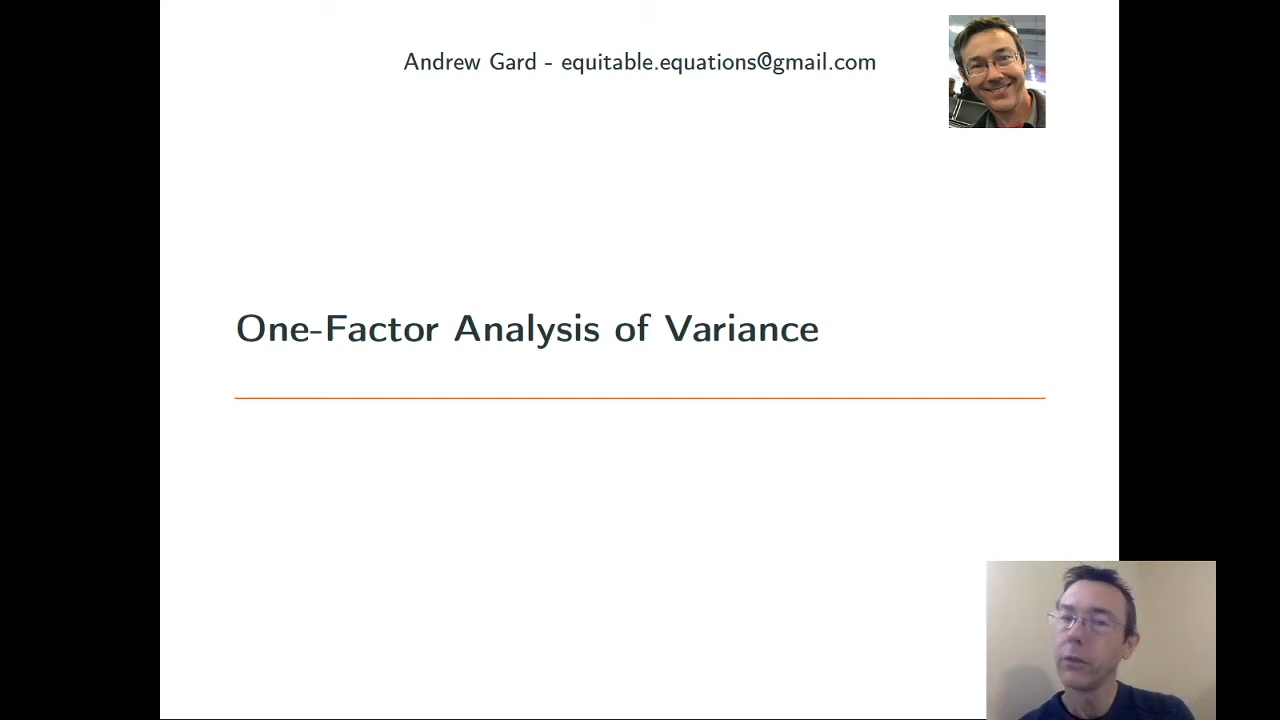 Andrew Gard - equitable.equations@gmail.com
One-Factor Analysis of Variance